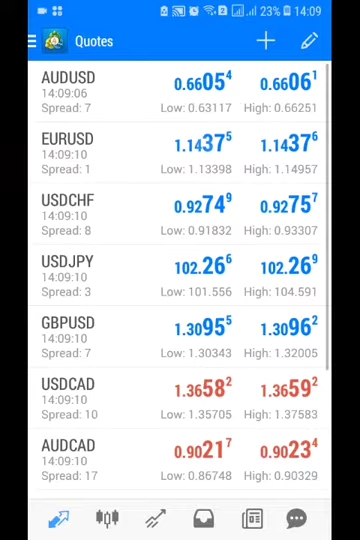 23% 14:09
Quotes
AUDUSD 0.66054 0.66061
14:09:06
Spread: 7 Low: 0.63117 High: 0.66251
EURUSD 1.14375 1.14376
14:09:10
Spread: 1 Low: 1.13398 High: 1.14957
USDCHF 0.92749 0.92757
14:09:10
Spread: 8 Low: 0.91832 High: 0.93307
USDJPY 102.266 102.269
14:09:10
Spread: 3 Low: 101.556 High: 104.591
GBPUSD 1.30955 1.30962
14:09:10
Spread: 7 Low: 1.30343 High: 1.32005
USDCAD 1.36582 1.36592
14:09:10
Spread: 10 Low: 1.35705 High: 1.37583
AUDCAD 0.90217 0.90234
14:09:10
Spread: 17 Low: 0.86748 High: 0.90329